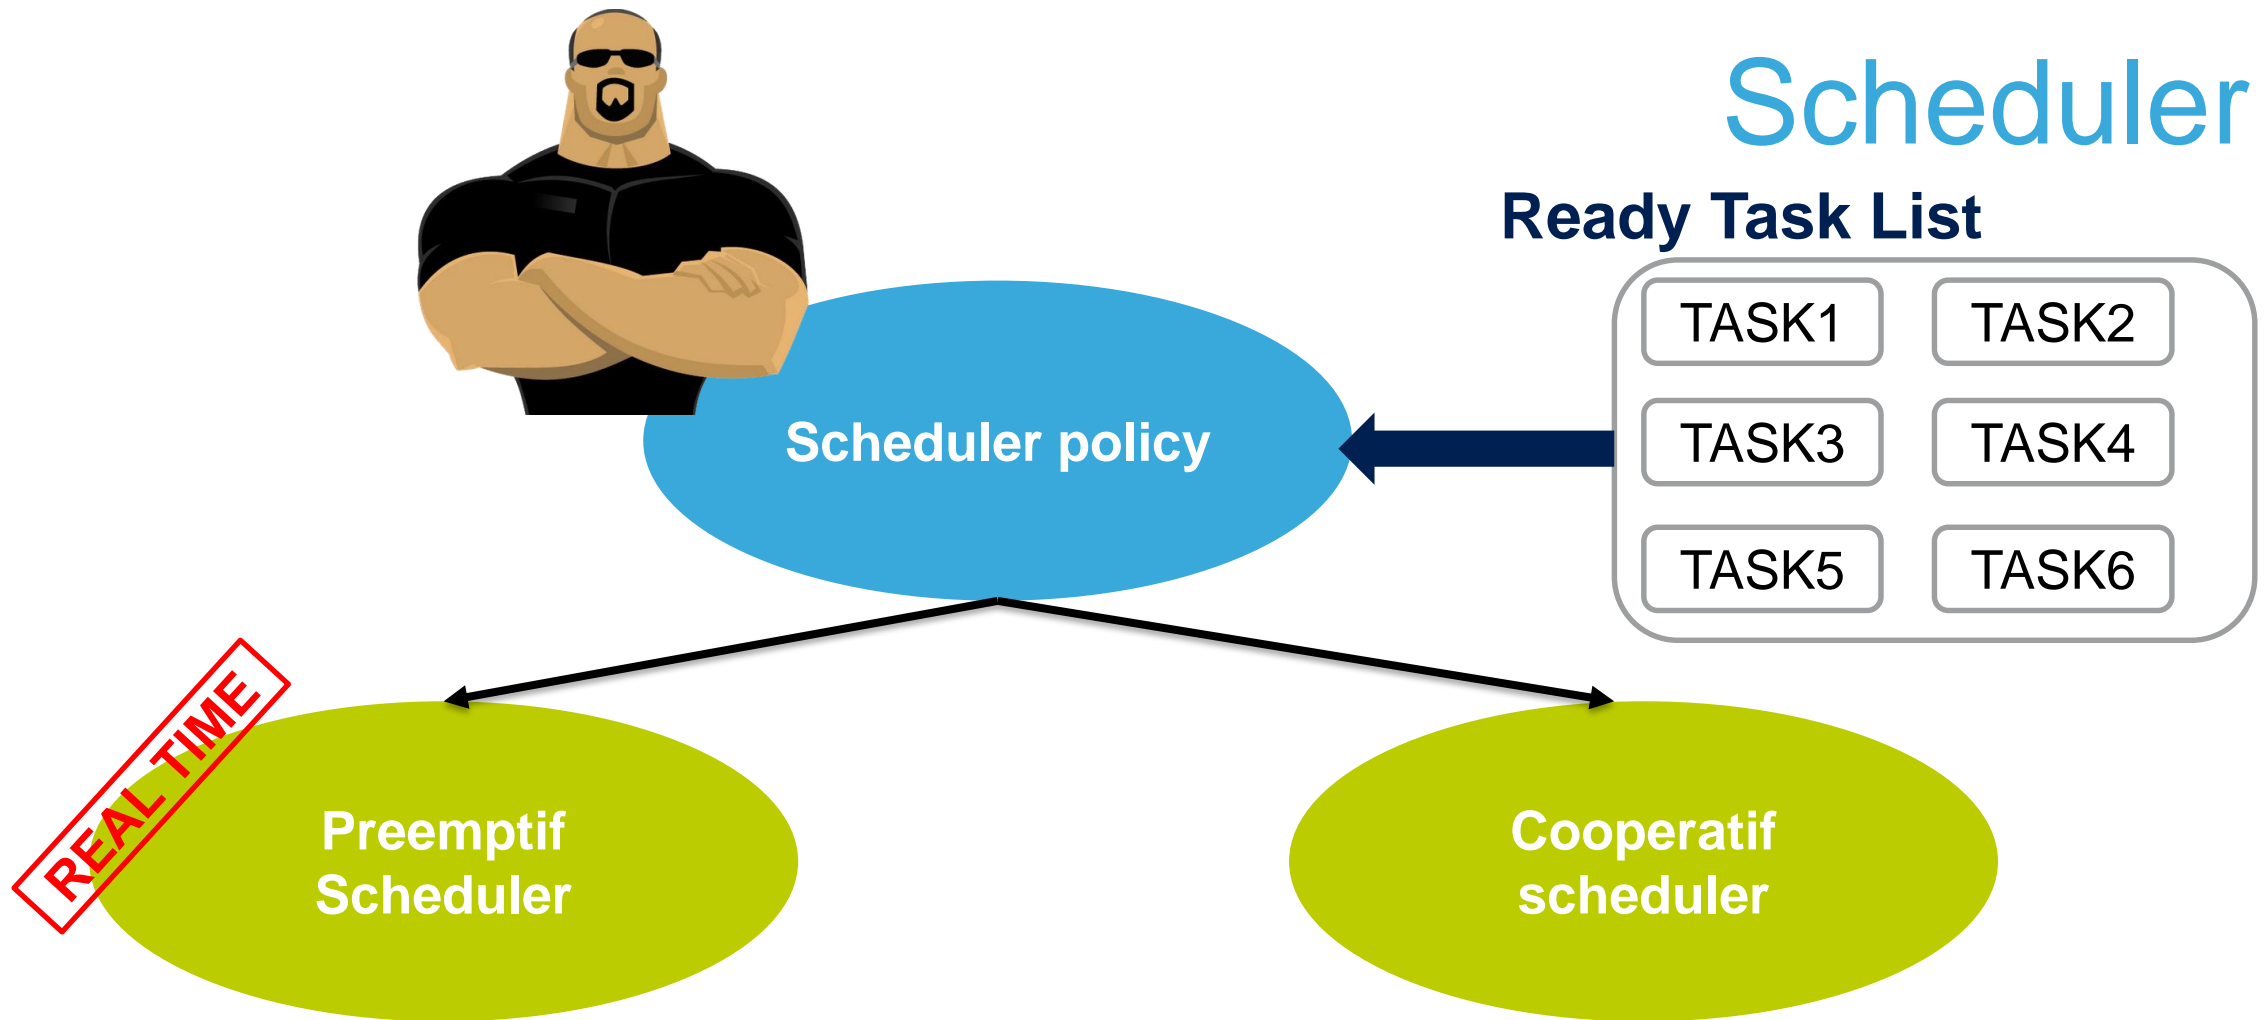 Scheduler
Ready Task List
TASK1 TASK2
Scheduler policy
TASK3 TASK4
TASK5 TASK6
REAL TIME
Preemptif
Scheduler
Cooperatif
scheduler